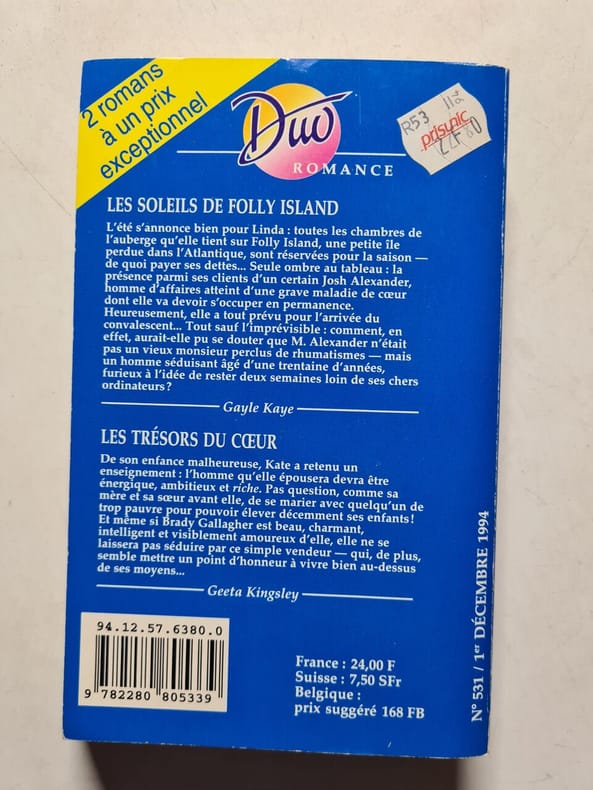 2 romans
à un prix
exceptionnel
Duo
ROMANCE
R53 112
prisunic
LES SOLEILS DE FOLLY ISLAND
L'été s'annonce bien pour Linda : toutes les chambres de
l'auberge qu'elle tient sur Folly Island, une petite île
perdue dans l'Atlantique, sont réservées pour la saison —
de quoi payer ses dettes... Seule ombre au tableau : la
présence parmi ses clients d'un certain Josh Alexander,
homme d'affaires atteint d'une grave maladie de cœur
dont elle va devoir s'occuper en permanence.
Heureusement, elle a tout prévu pour l'arrivée du
convalescent... Tout sauf l'imprévisible : comment, en
effet, aurait-elle pu se douter que M. Alexander n'était
pas un vieux monsieur perclus de rhumatismes — mais
un homme séduisant âgé d'une trentaine d'années,
furieux à l'idée de rester deux semaines loin de ses chers
ordinateurs ?
Gayle Kaye
LES TRÉSORS DU CŒUR
De son enfance malheureuse, Kate a retenu un
enseignement : l'homme qu'elle épousera devra être
énergique, ambitieux et riche. Pas question, comme sa
mère et sa sœur avant elle, de se marier avec quelqu'un de
trop pauvre pour pouvoir élever décemment ses enfants !
Et même si Brady Gallagher est beau, charmant,
intelligent et visiblement amoureux d'elle, elle ne se
laissera pas séduire par ce simple vendeur — qui, de plus,
semble mettre un point d'honneur à vivre bien au-dessus
de ses moyens...
Geeta Kingsley
94.12.57.6380.0
9 782280 805339
France : 24,00 F
Suisse : 7,50 SFr
Belgique :
prix suggéré 168 FB
N° 531 / 1er DÉCEMBRE 1994